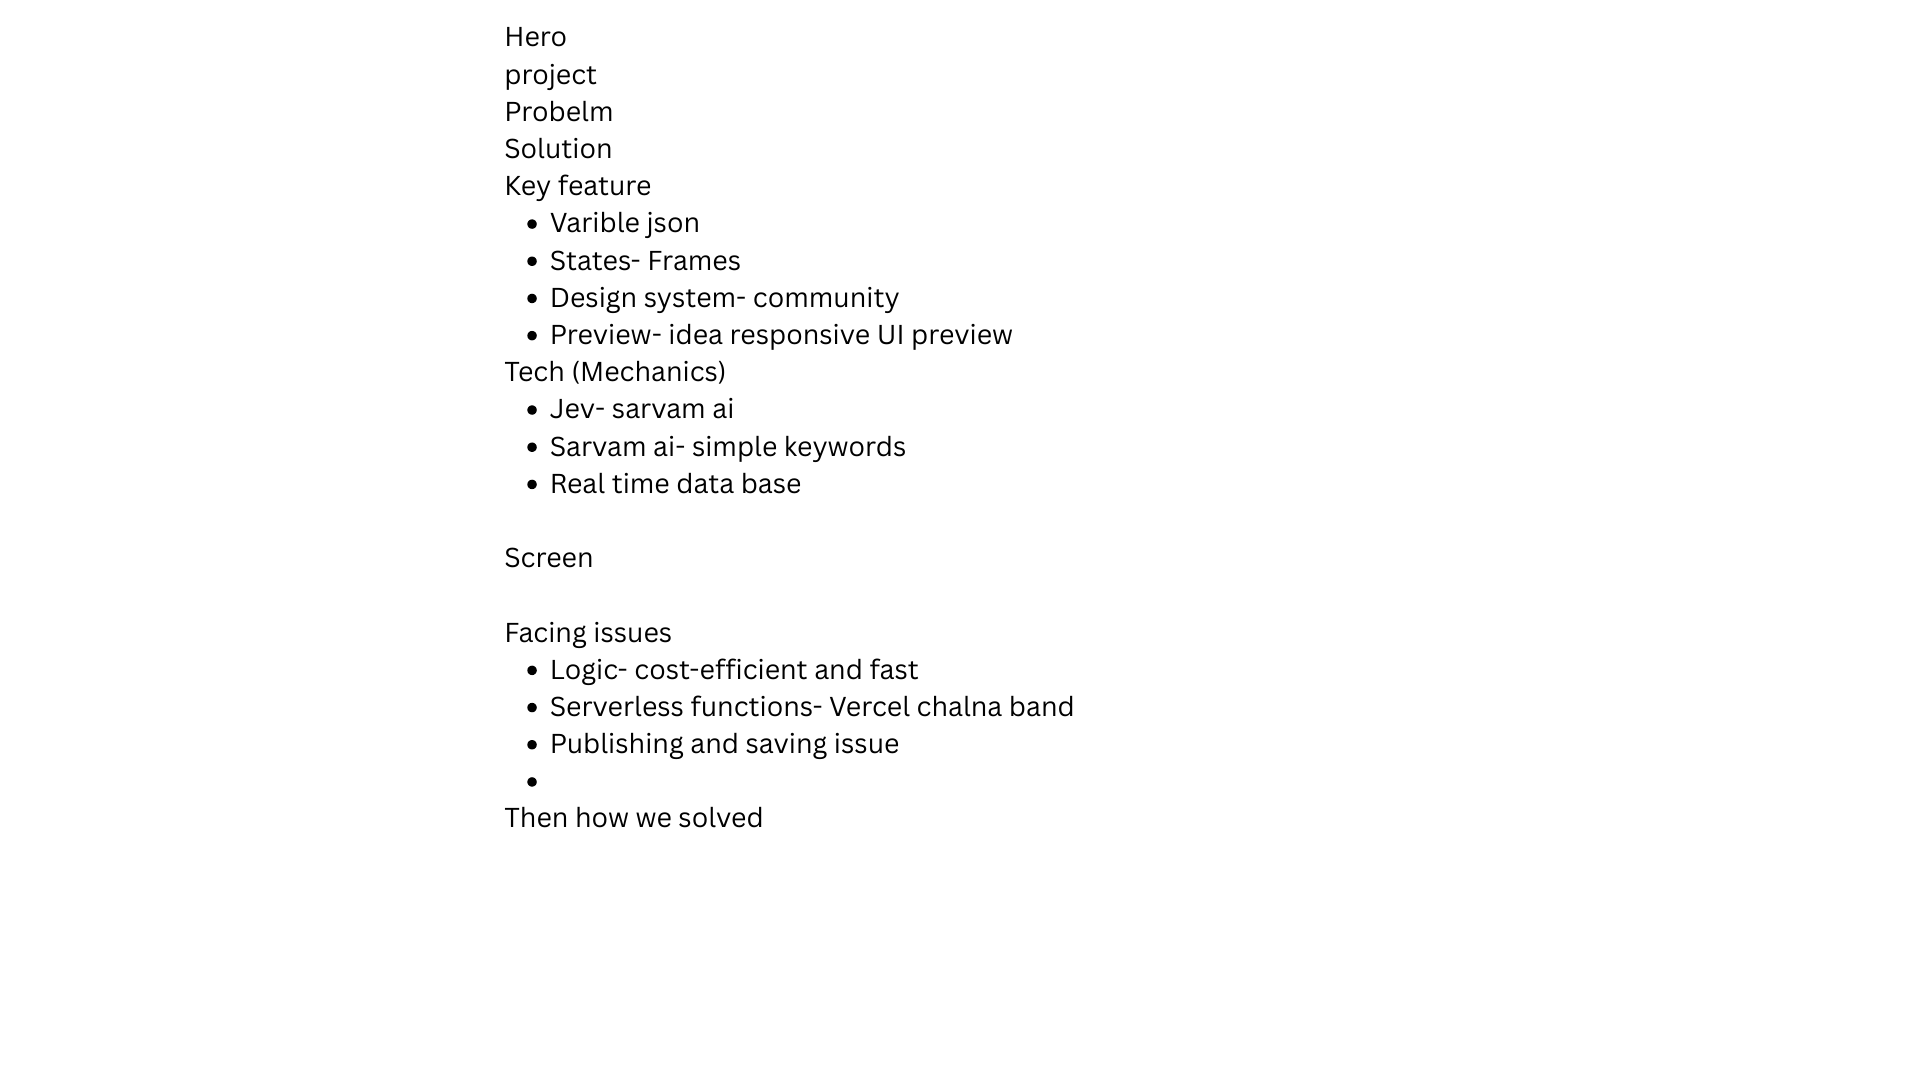 Hero
project
Probelm
Solution
Key feature
• Varible json
• States- Frames
• Design system- community
• Preview- idea responsive UI preview
Tech (Mechanics)
• Jev- sarvam ai
• Sarvam ai- simple keywords
• Real time data base
Screen
Facing issues
• Logic- cost-efficient and fast
• Serverless functions- Vercel chalna band
• Publishing and saving issue
•
Then how we solved